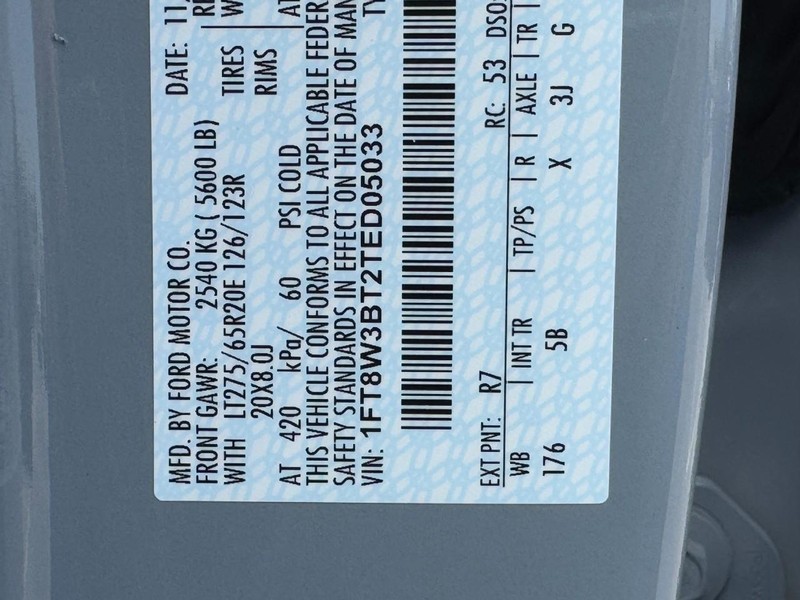 MFD. BY FORD MOTOR CO.
DATE: 11
FRONT GAWR: 2540 KG ( 5600 LB)
WITH LT275/65R20E 126/123R TIRES
20X8.0J RIMS
AT 420 kPa/ 60 PSI COLD AT
THIS VEHICLE CONFORMS TO ALL APPLICABLE FEDER
SAFETY STANDARDS IN EFFECT ON THE DATE OF MAN
VIN: 1FT8W3BT2TED05033 TY
EXT PNT: R7 RC: 53 DSO:
WB | INT TR | TP/PS | R | AXLE | TR |
176 5B X 3J G